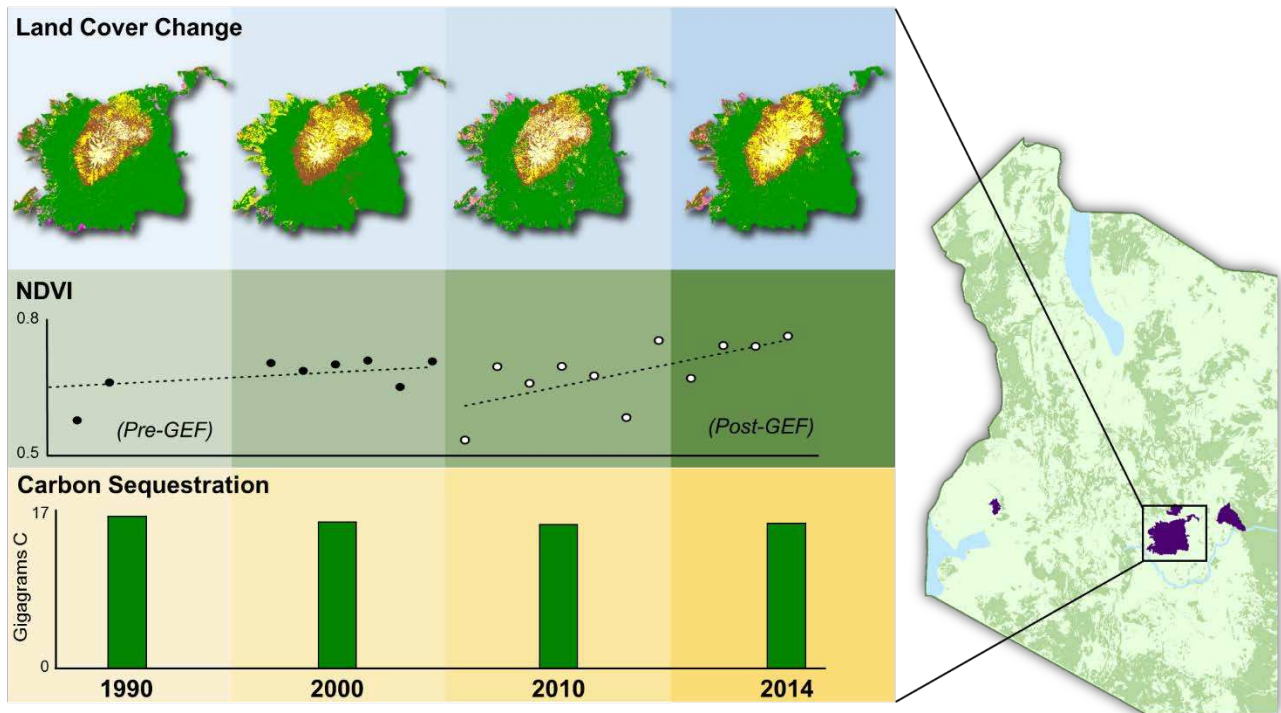 Land Cover Change
NDVI
0.8
(Pre-GEF)
(Post-GEF)
0.5
Carbon Sequestration
17
Gigagrams C
0
1990
2000
2010
2014